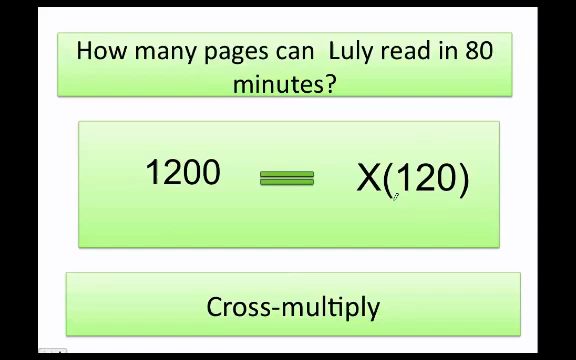 How many pages can Luly read in 80
minutes?
1200 = X(120)
Cross-multiply